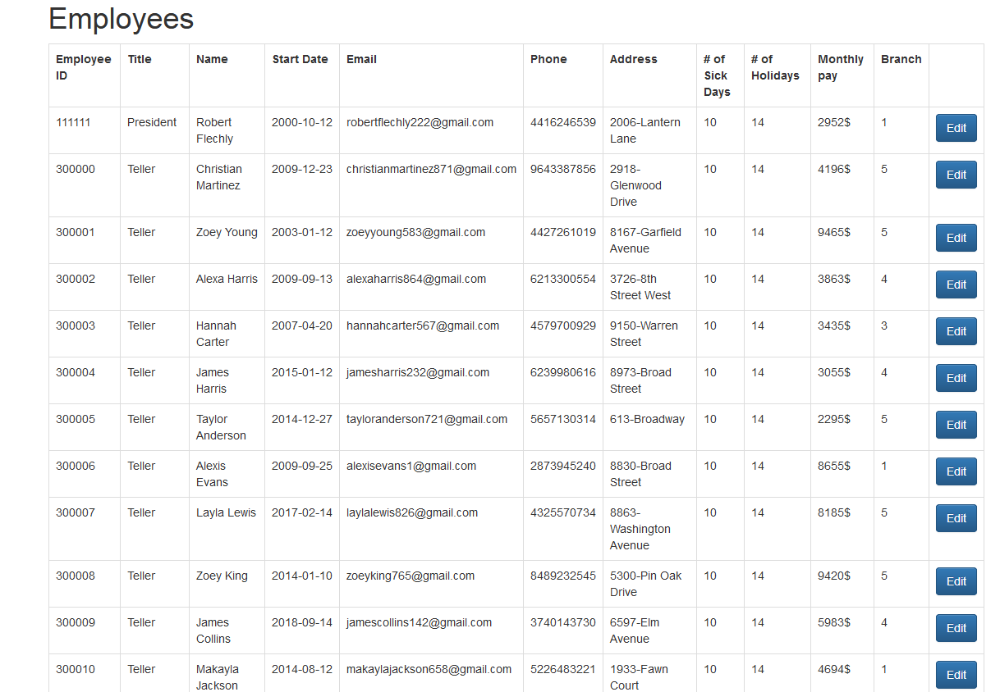 Employees
Employee ID Title Name Start Date Email Phone Address # of Sick Days # of Holidays Monthly pay Branch
111111 President Robert Flechly 2000-10-12 robertflechly222@gmail.com 4416246539 2006-Lantern Lane 10 14 2952$ 1 Edit
300000 Teller Christian Martinez 2009-12-23 christianmartinez871@gmail.com 9643387856 2918-Glenwood Drive 10 14 4196$ 5 Edit
300001 Teller Zoey Young 2003-01-12 zoeyyoung583@gmail.com 4427261019 8167-Garfield Avenue 10 14 9465$ 5 Edit
300002 Teller Alexa Harris 2009-09-13 alexaharris864@gmail.com 6213300554 3726-8th Street West 10 14 3863$ 4 Edit
300003 Teller Hannah Carter 2007-04-20 hannahcarter567@gmail.com 4579700929 9150-Warren Street 10 14 3435$ 3 Edit
300004 Teller James Harris 2015-01-12 jamesharris232@gmail.com 6239980616 8973-Broad Street 10 14 3055$ 4 Edit
300005 Teller Taylor Anderson 2014-12-27 tayloranderson721@gmail.com 5657130314 613-Broadway 10 14 2295$ 5 Edit
300006 Teller Alexis Evans 2009-09-25 alexisevans1@gmail.com 2873945240 8830-Broad Street 10 14 8655$ 1 Edit
300007 Teller Layla Lewis 2017-02-14 laylalewis826@gmail.com 4325570734 8863-Washington Avenue 10 14 8185$ 5 Edit
300008 Teller Zoey King 2014-01-10 zoeyking765@gmail.com 8489232545 5300-Pin Oak Drive 10 14 9420$ 5 Edit
300009 Teller James Collins 2018-09-14 jamescollins142@gmail.com 3740143730 6597-Elm Avenue 10 14 5983$ 4 Edit
300010 Teller Makayla Jackson 2014-08-12 makaylajackson658@gmail.com 5226483221 1933-Fawn Court 10 14 4694$ 1 Edit